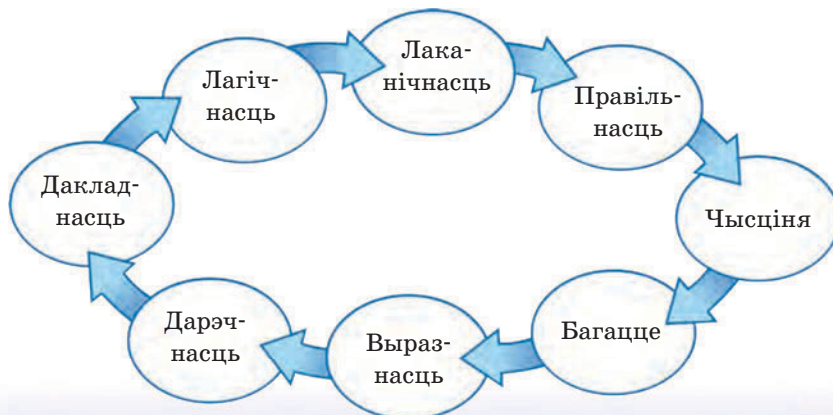 Лагіч-
насць
Лака-
нічнасць
Правіль-
насць
Чысціня
Багацце
Выраз-
насць
Дарэч-
насць
Даклад-
насць